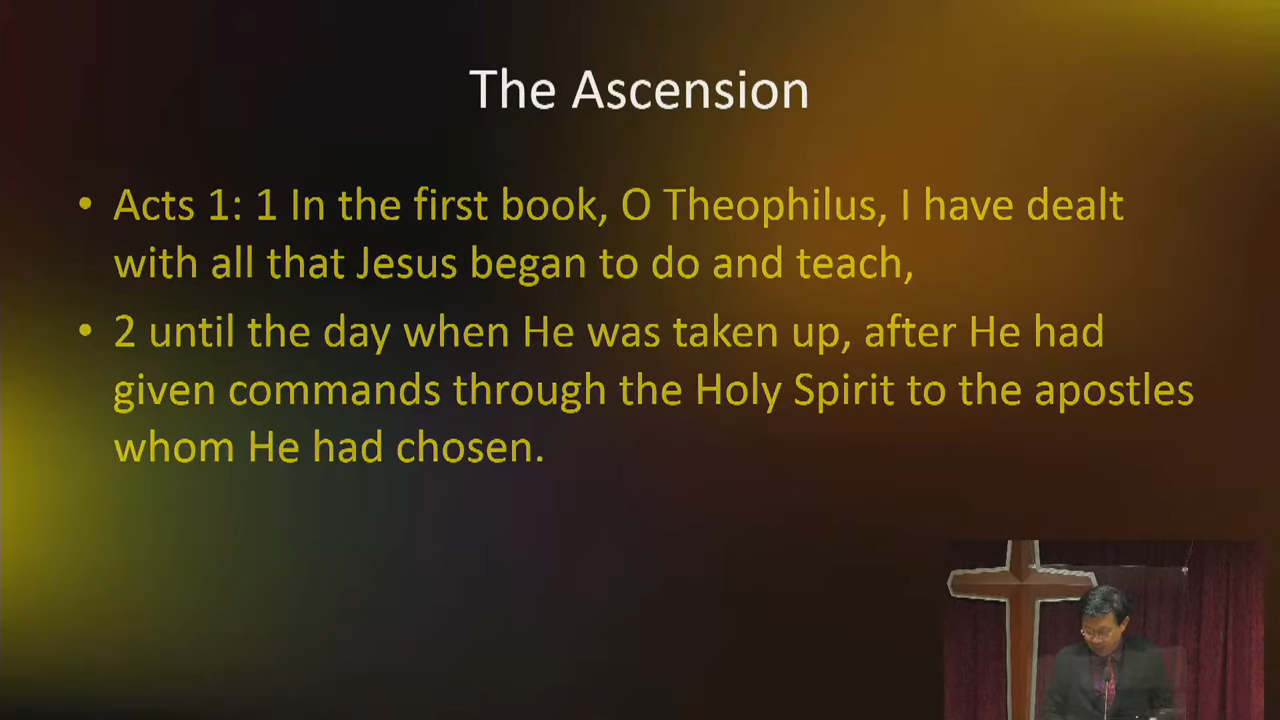 The Ascension
• Acts 1: 1 In the first book, O Theophilus, I have dealt
with all that Jesus began to do and teach,
• 2 until the day when He was taken up, after He had
given commands through the Holy Spirit to the apostles
whom He had chosen.